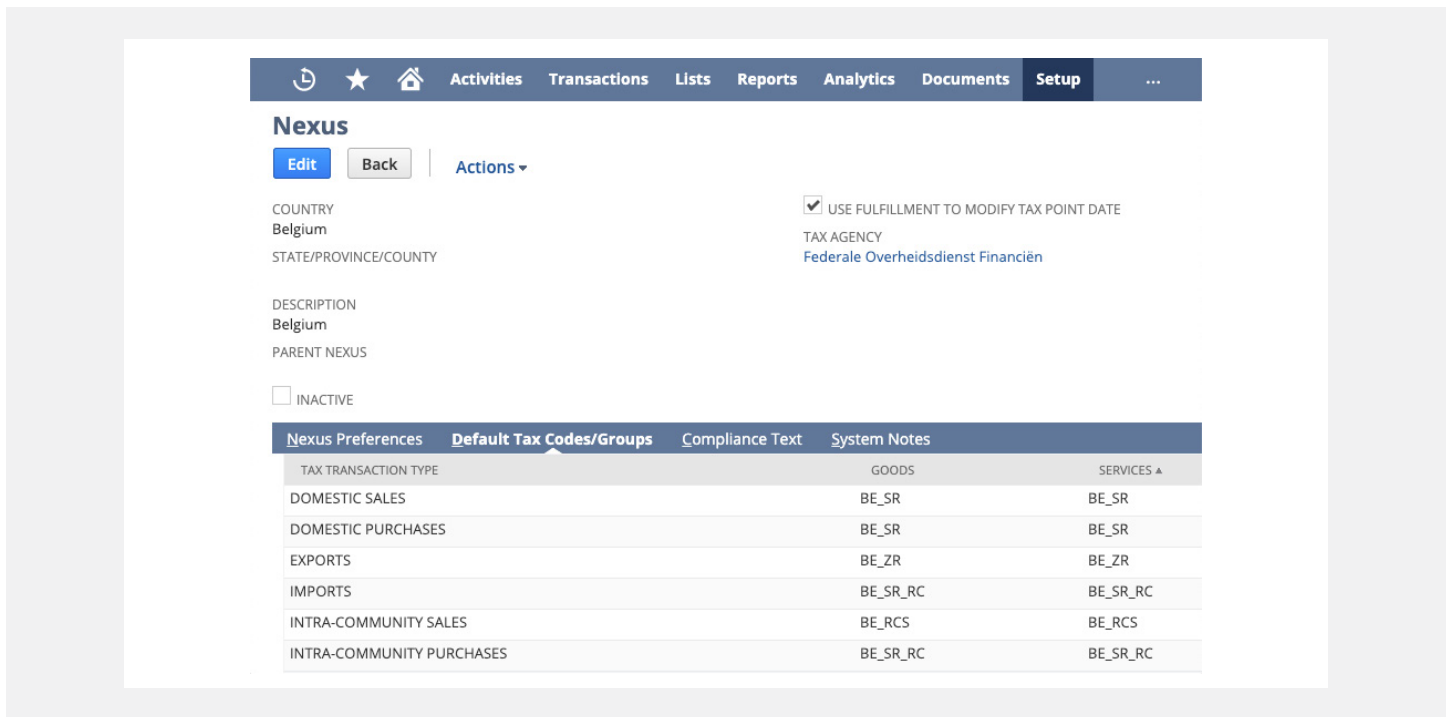 Activities Transactions Lists Reports Analytics Documents Setup ...
Nexus
Edit Back Actions
COUNTRY
Belgium
STATE/PROVINCE/COUNTY
DESCRIPTION
Belgium
PARENT NEXUS
INACTIVE
USE FULFILLMENT TO MODIFY TAX POINT DATE
TAX AGENCY
Federale Overheidsdienst Financiën
Nexus Preferences Default Tax Codes/Groups Compliance Text System Notes
TAX TRANSACTION TYPE GOODS SERVICES
DOMESTIC SALES BE_SR BE_SR
DOMESTIC PURCHASES BE_SR BE_SR
EXPORTS BE_ZR BE_ZR
IMPORTS BE_SR_RC BE_SR_RC
INTRA-COMMUNITY SALES BE_RCS BE_RCS
INTRA-COMMUNITY PURCHASES BE_SR_RC BE_SR_RC